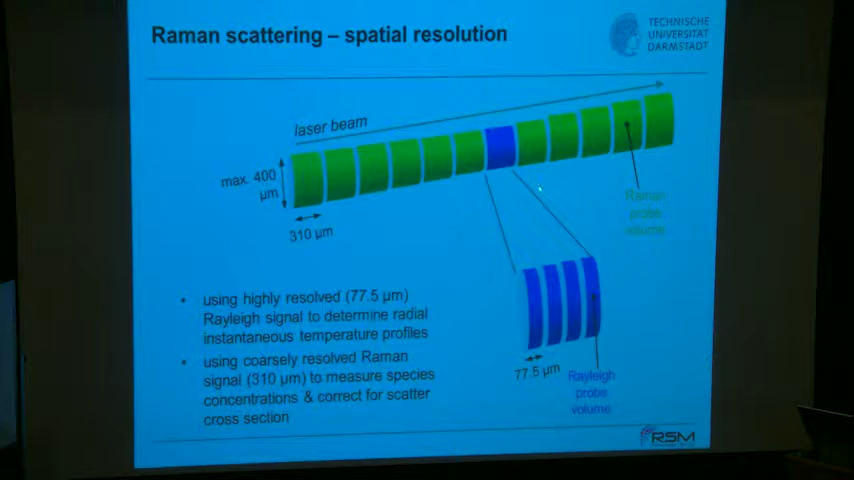 Raman scattering – spatial resolution
TECHNISCHE
UNIVERSITÄT
DARMSTADT
laser beam
max. 400
µm
310 µm
Raman
probe
volume
• using highly resolved (77.5 µm)
Rayleigh signal to determine radial
instantaneous temperature profiles
• using coarsely resolved Raman
signal (310 µm) to measure species
concentrations & correct for scatter
cross section
77.5 µm
Rayleigh
probe
volume
RSM